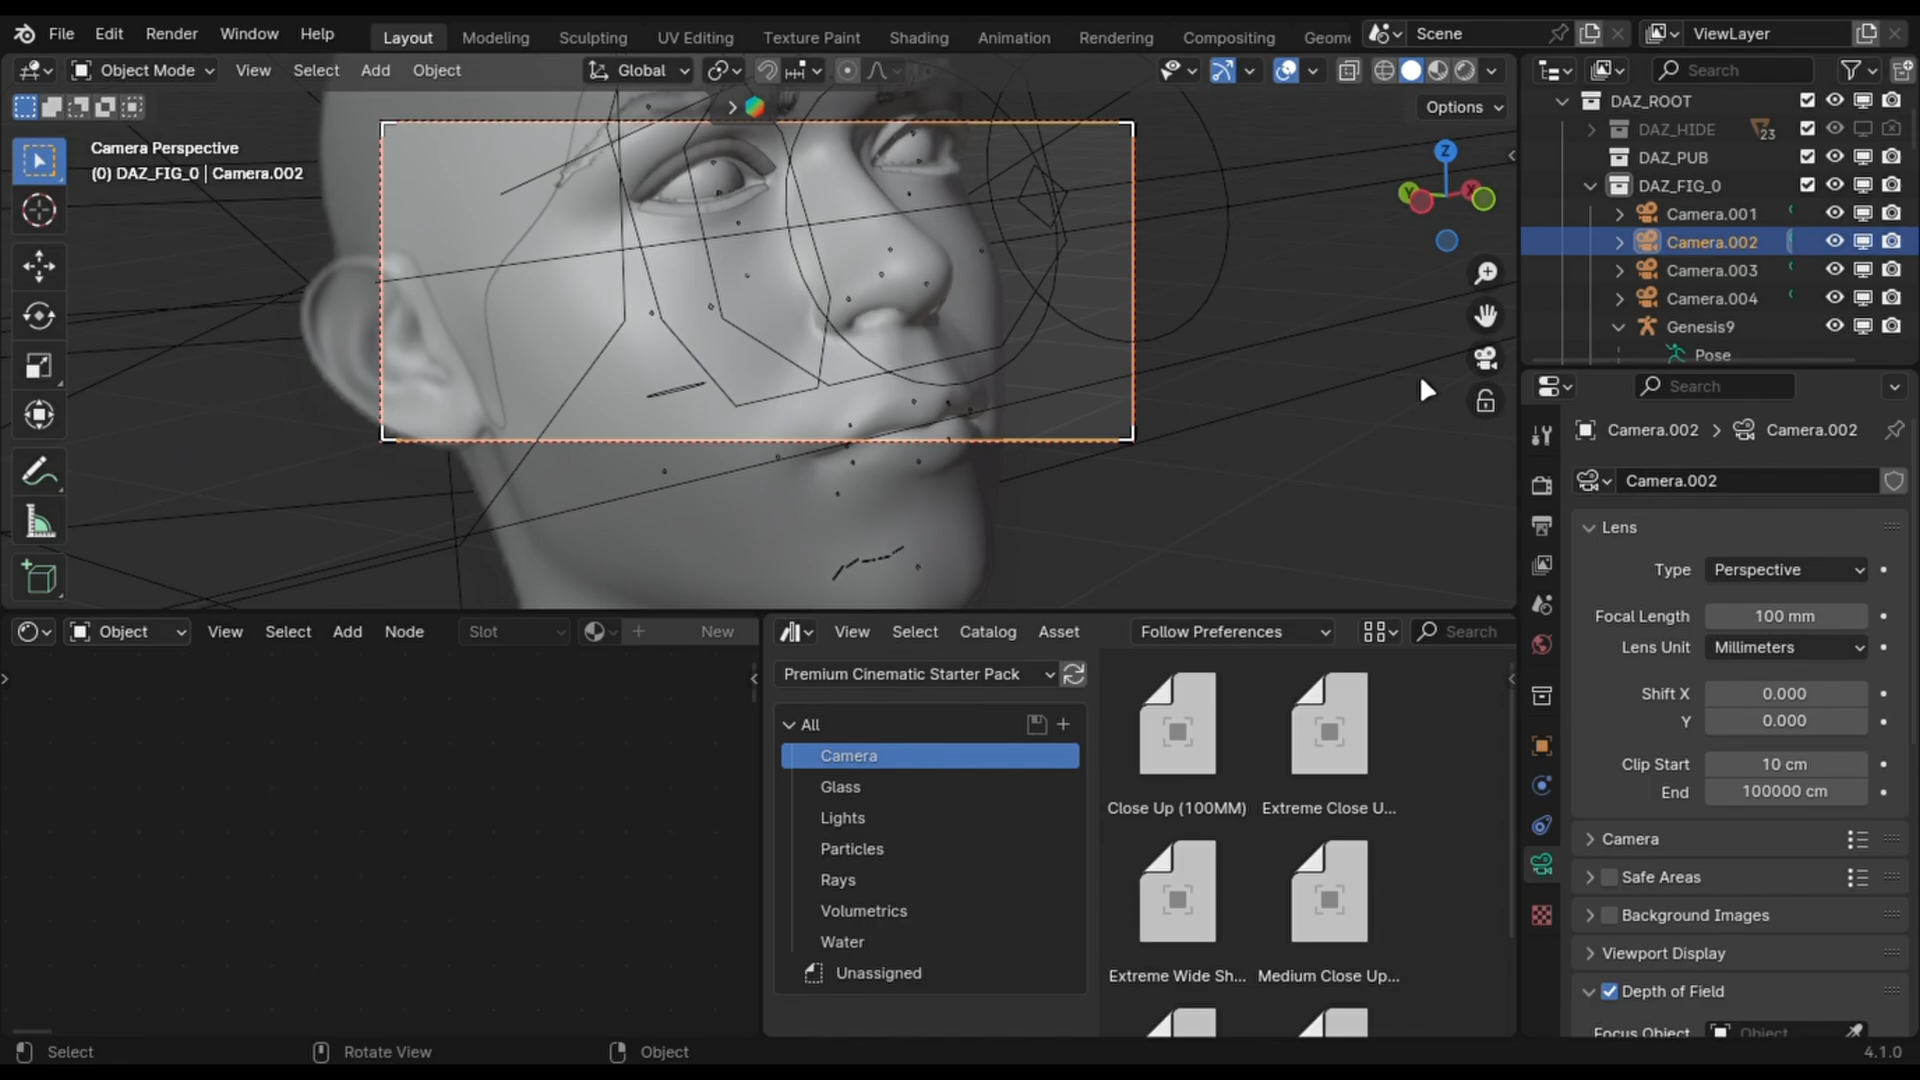 File Edit Render Window Help
Layout Modeling Sculpting UV Editing Texture Paint Shading Animation Rendering Compositing Geom
Scene
ViewLayer
Object Mode View Select Add Object
Global
Options
Camera Perspective
(0) DAZ_FIG_0 | Camera.002
Z
Y
X
Search
DAZ_ROOT
DAZ_HIDE 23
DAZ_PUB
DAZ_FIG_0
Camera.001
Camera.002
Camera.003
Camera.004
Genesis9
Pose
Search
Camera.002 > Camera.002
Camera.002
Lens
Type Perspective
Focal Length 100 mm
Lens Unit Millimeters
Shift X 0.000
Y 0.000
Clip Start 10 cm
End 100000 cm
Camera
Safe Areas
Background Images
Viewport Display
Depth of Field
Focus Object Object
Object View Select Add Node Slot New
View Select Catalog Asset Follow Preferences Search
Premium Cinematic Starter Pack
All
Camera
Glass
Lights
Particles
Rays
Volumetrics
Water
Unassigned
Close Up (100MM) Extreme Close U...
Extreme Wide Sh... Medium Close Up...
Select Rotate View Object 4.1.0